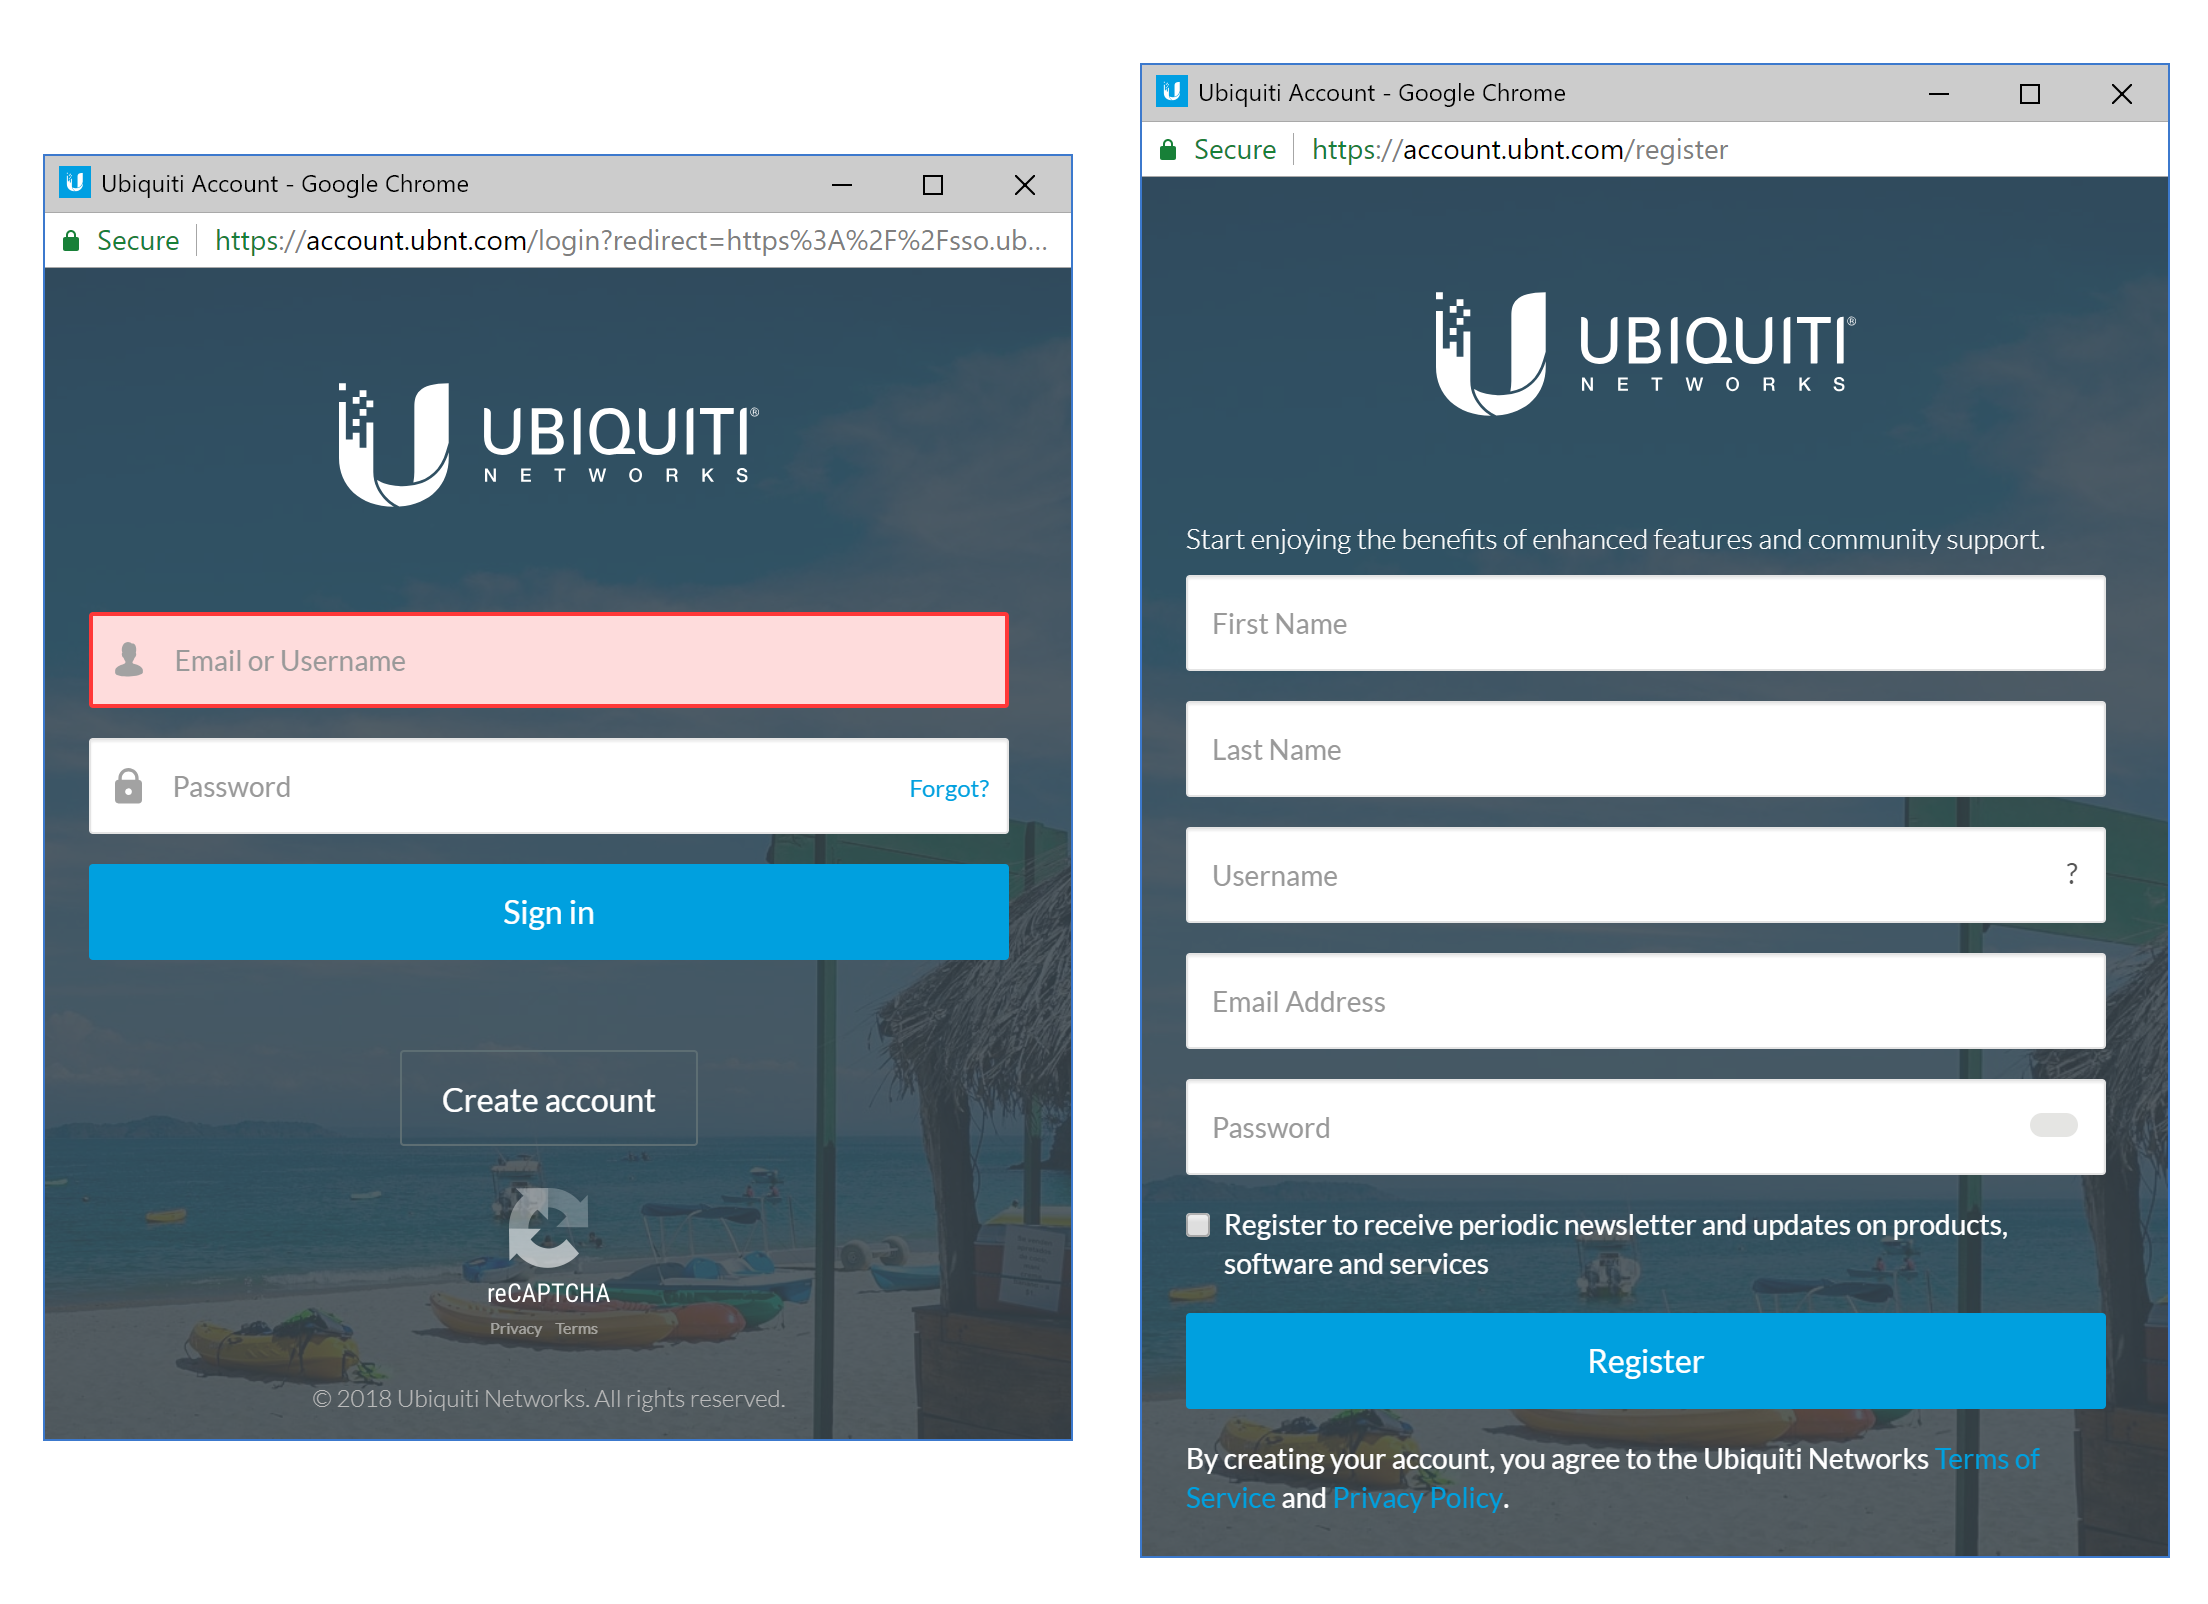 Ubiquiti Account - Google Chrome
Secure https://account.ubnt.com/login?redirect=https%3A%2F%2Fsso.ub...
UBIQUITI®
NETWORKS
Email or Username
Password Forgot?
Sign in
Create account
reCAPTCHA
Privacy Terms
© 2018 Ubiquiti Networks. All rights reserved.
Ubiquiti Account - Google Chrome
Secure https://account.ubnt.com/register
UBIQUITI®
NETWORKS
Start enjoying the benefits of enhanced features and community support.
First Name
Last Name
Username ?
Email Address
Password
Register to receive periodic newsletter and updates on products,
software and services
Register
By creating your account, you agree to the Ubiquiti Networks Terms of
Service and Privacy Policy.